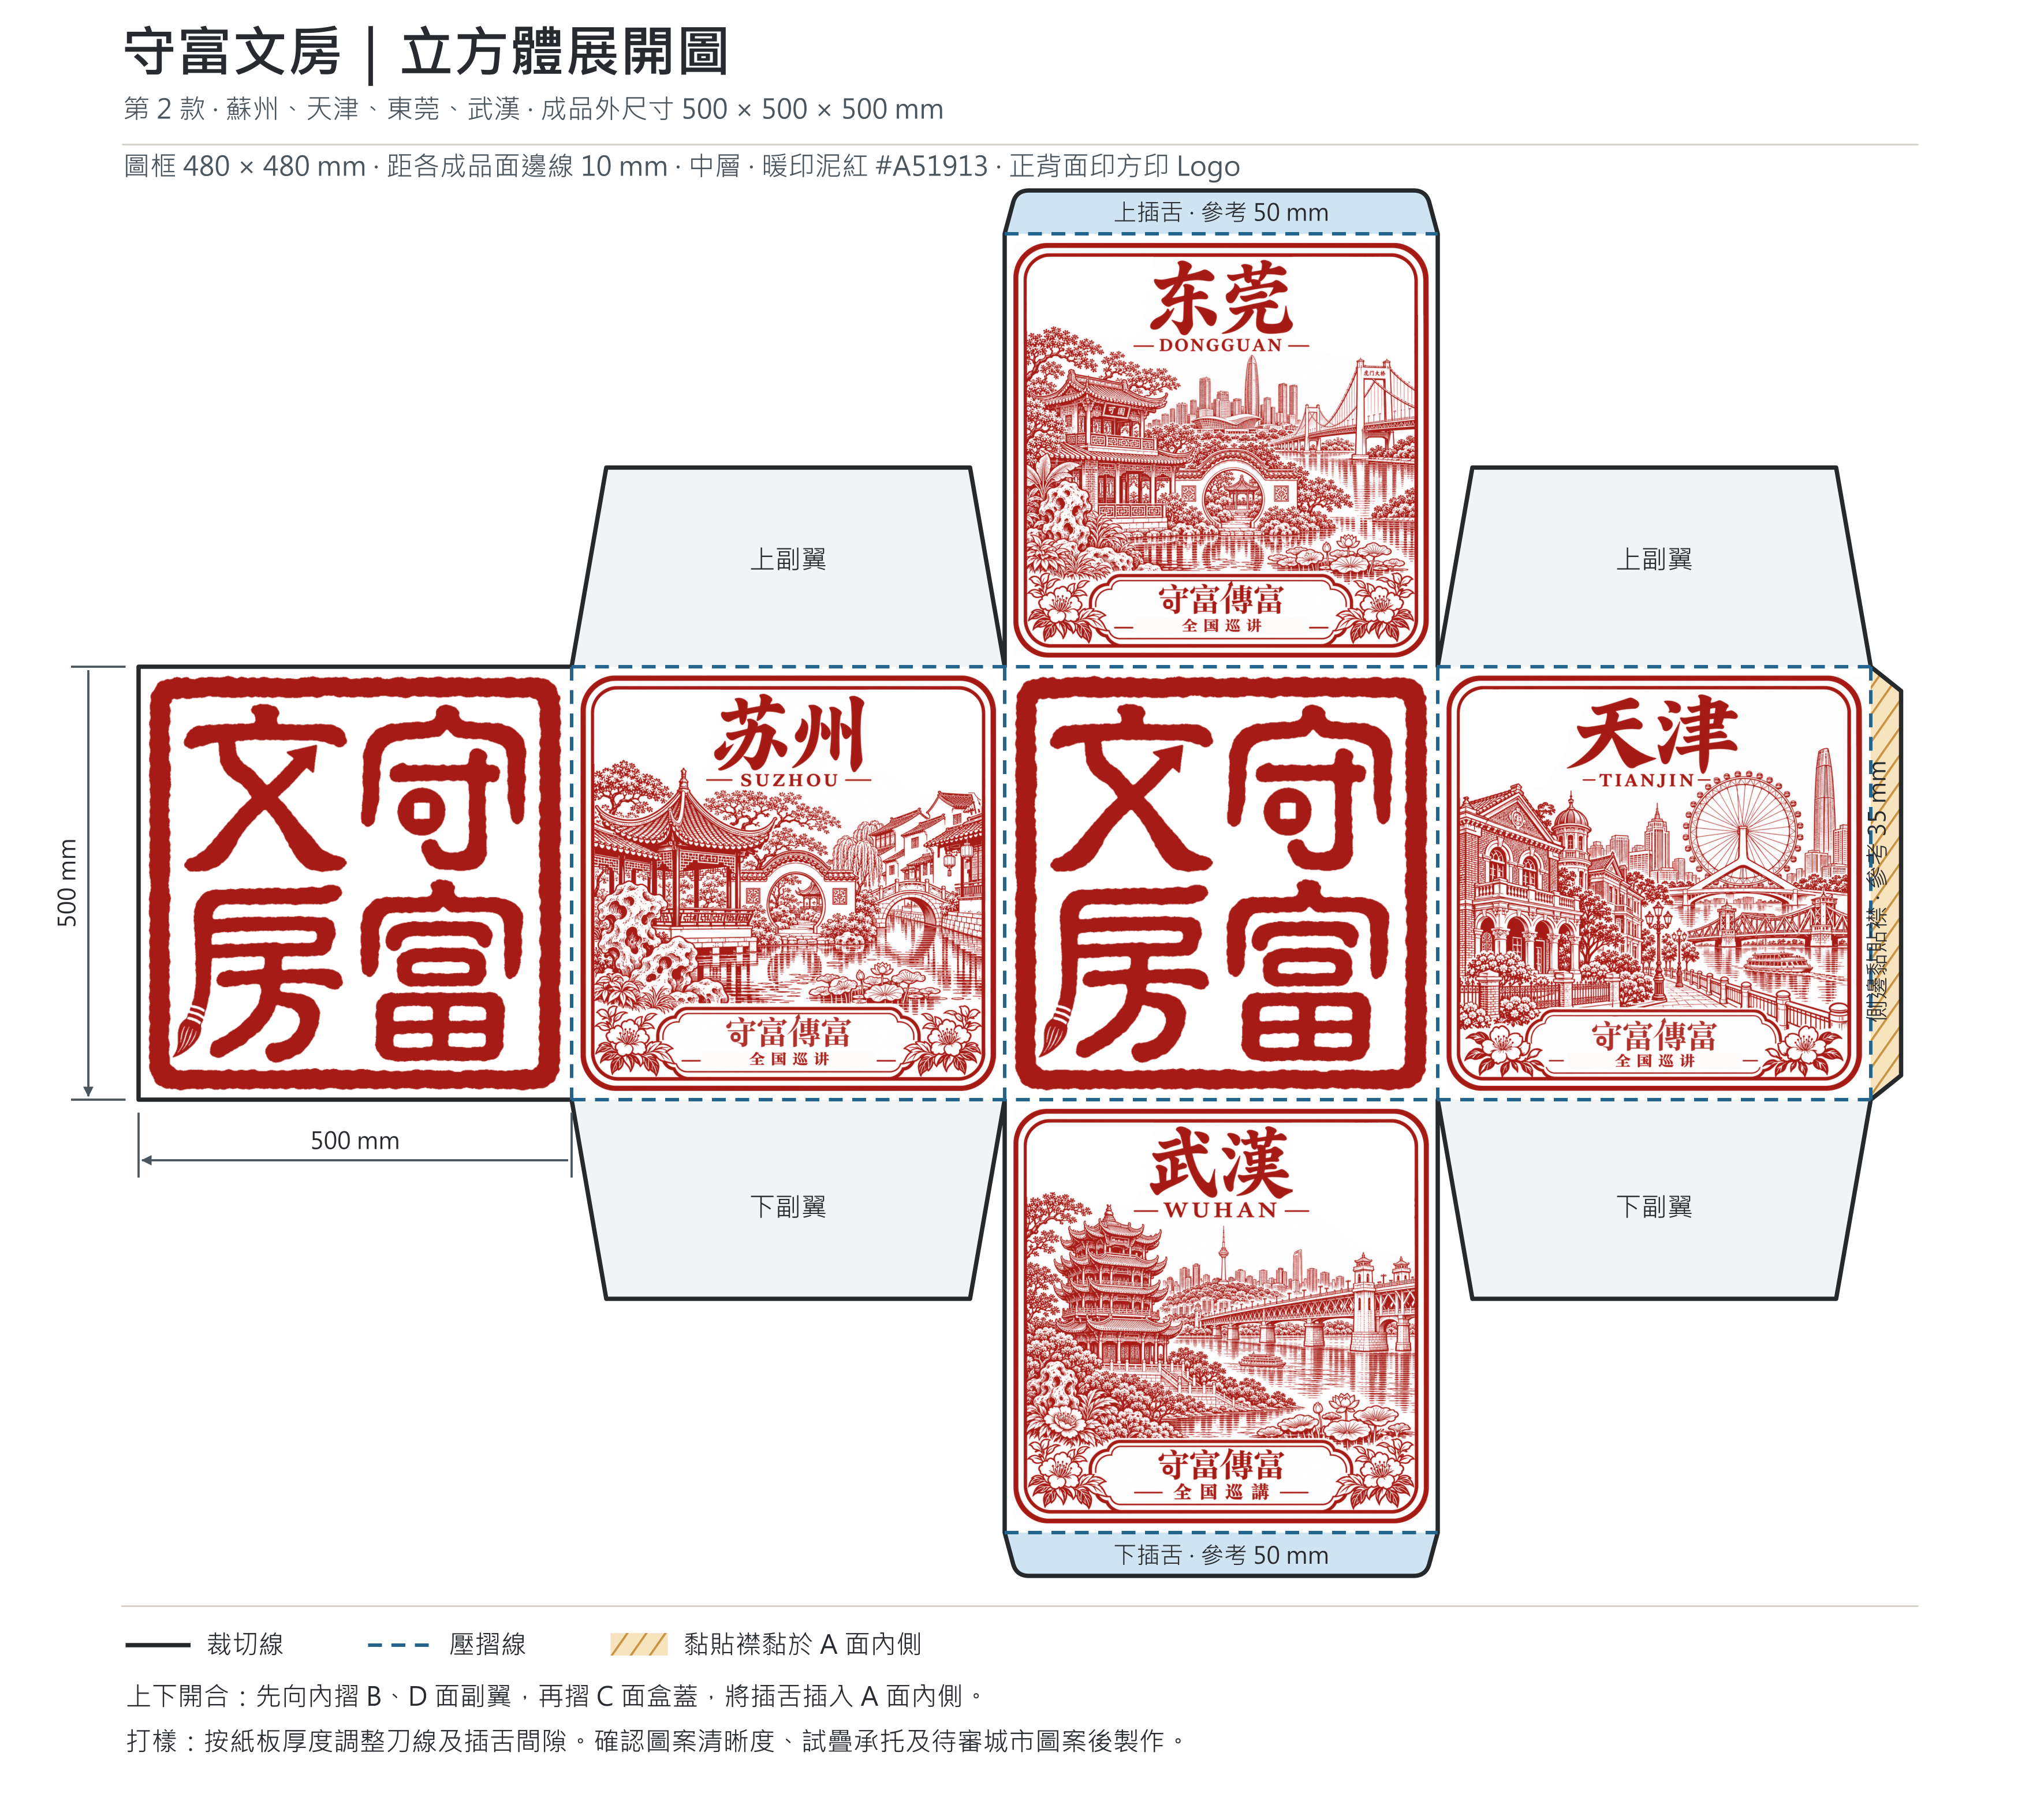 守富文房｜立方體展開圖
第 2 款 · 蘇州、天津、東莞、武漢 · 成品外尺寸 500 × 500 × 500 mm
圖框 480 × 480 mm · 距各成品面邊線 10 mm · 中層 · 暖印泥紅 #A51913 · 正背面印方印 Logo
上插舌 · 參考 50 mm
东莞
DONGGUAN
虎门大桥
可園
守富傳富
全国巡讲
上副翼
上副翼
500 mm
守富文房
苏州
SUZHOU
守富傳富
全国巡讲
守富文房
天津
TIANJIN
守富傳富
全国巡讲
側邊黏貼襟 · 參考 35 mm
500 mm
下副翼
下副翼
武漢
WUHAN
守富傳富
全国巡講
下插舌 · 參考 50 mm
裁切線
壓摺線
黏貼襟黏於 A 面內側
上下開合：先向內摺 B、D 面副翼，再摺 C 面盒蓋，將插舌插入 A 面內側。
打樣：按紙板厚度調整刀線及插舌間隙。確認圖案清晰度、試疊承托及待審城市圖案後製作。